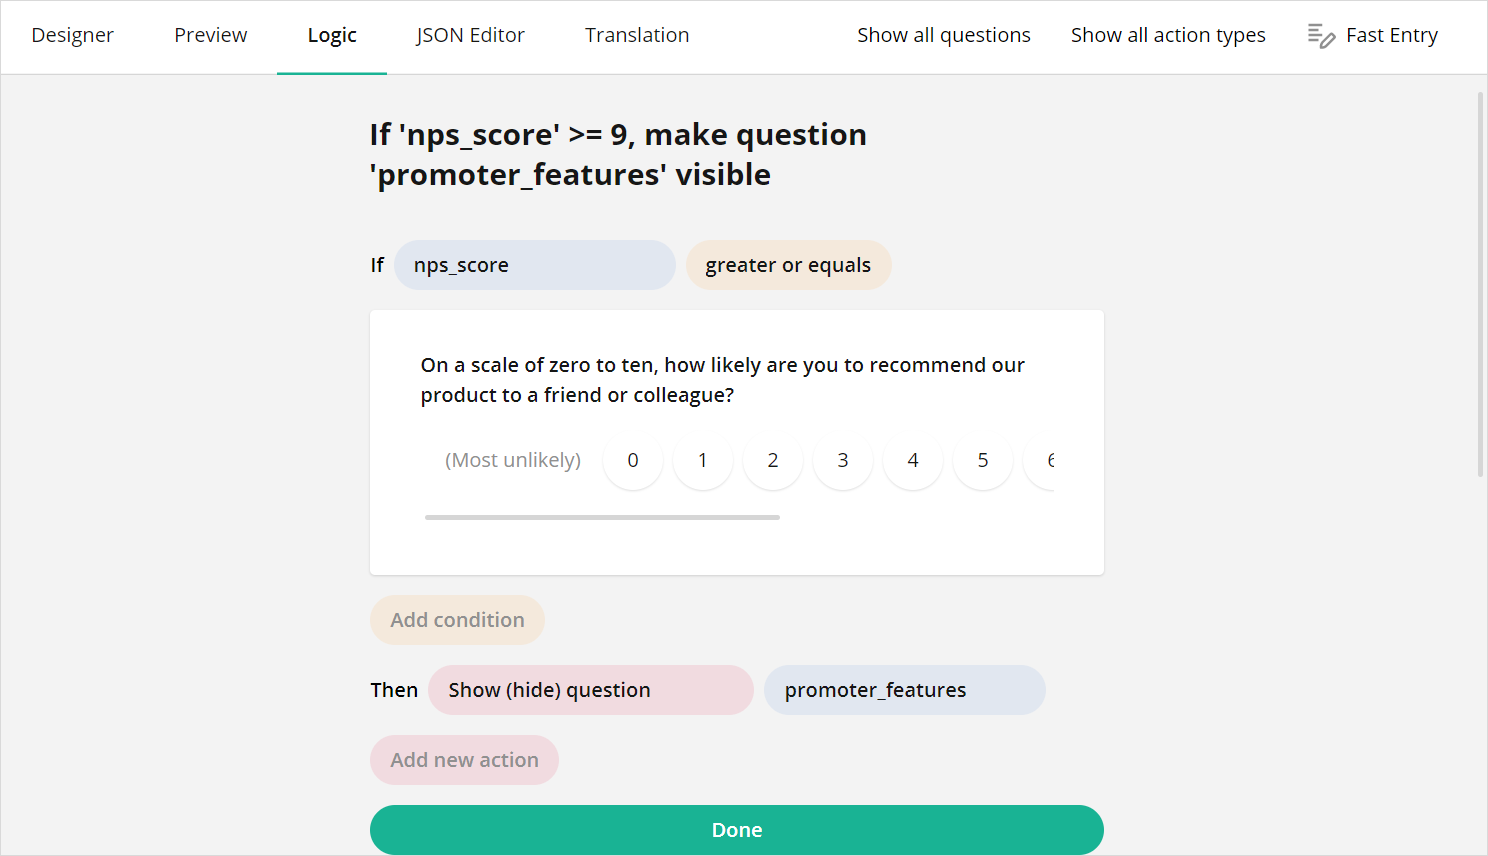 Designer Preview Logic JSON Editor Translation Show all questions Show all action types Fast Entry
If 'nps_score' >= 9, make question
'promoter_features' visible
If nps_score greater or equals
On a scale of zero to ten, how likely are you to recommend our
product to a friend or colleague?
(Most unlikely) 0 1 2 3 4 5 6
Add condition
Then Show (hide) question promoter_features
Add new action
Done